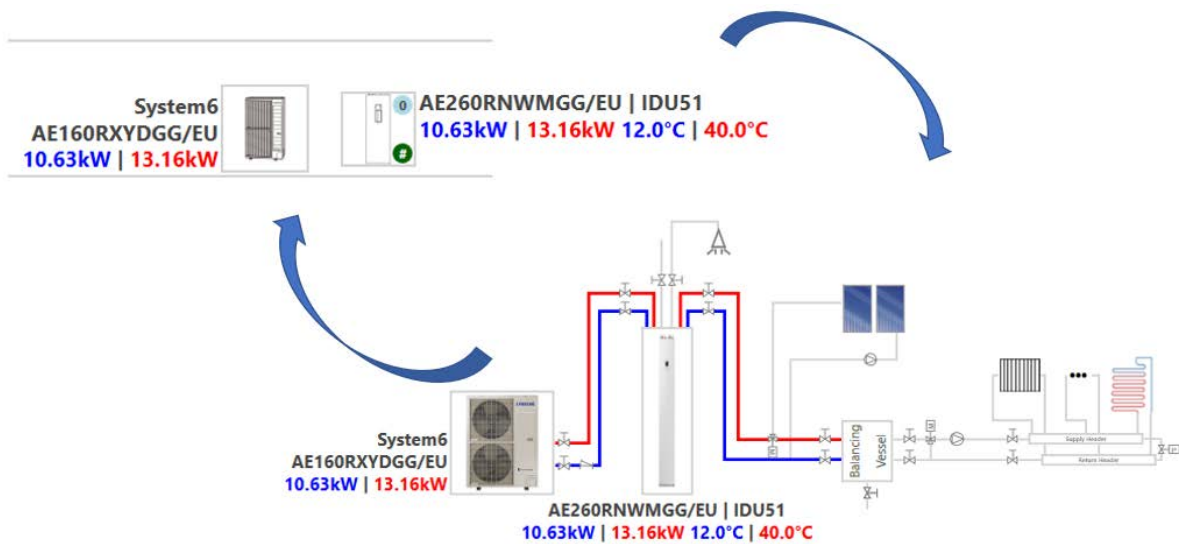 System6
AE160RXYDGG/EU
10.63kW | 13.16kW
0
#
AE260RNWMGG/EU | IDU51
10.63kW | 13.16kW 12.0°C | 40.0°C
SAMSUNG
System6
AE160RXYDGG/EU
10.63kW | 13.16kW
AE260RNWMGG/EU | IDU51
10.63kW | 13.16kW 12.0°C | 40.0°C
Balancing
Vessel
M
Supply Header
Return Header